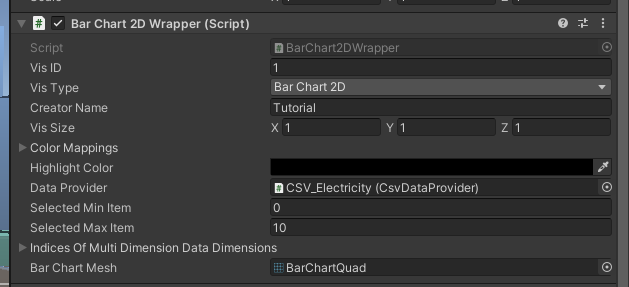 Bar Chart 2D Wrapper (Script)
Script BarChart2DWrapper
Vis ID 1
Vis Type Bar Chart 2D
Creator Name Tutorial
Vis Size X 1 Y 1 Z 1
Color Mappings
Highlight Color
Data Provider CSV_Electricity (CsvDataProvider)
Selected Min Item 0
Selected Max Item 10
Indices Of Multi Dimension Data Dimensions
Bar Chart Mesh BarChartQuad